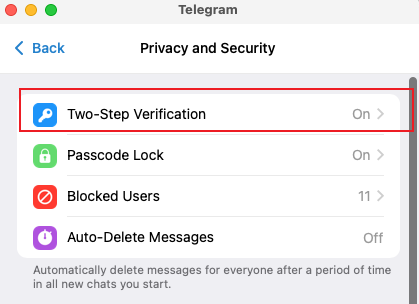 Telegram
Back
Privacy and Security
Two-Step Verification On
Passcode Lock On
Blocked Users 11
Auto-Delete Messages Off
Automatically delete messages for everyone after a period of time
in all new chats you start.